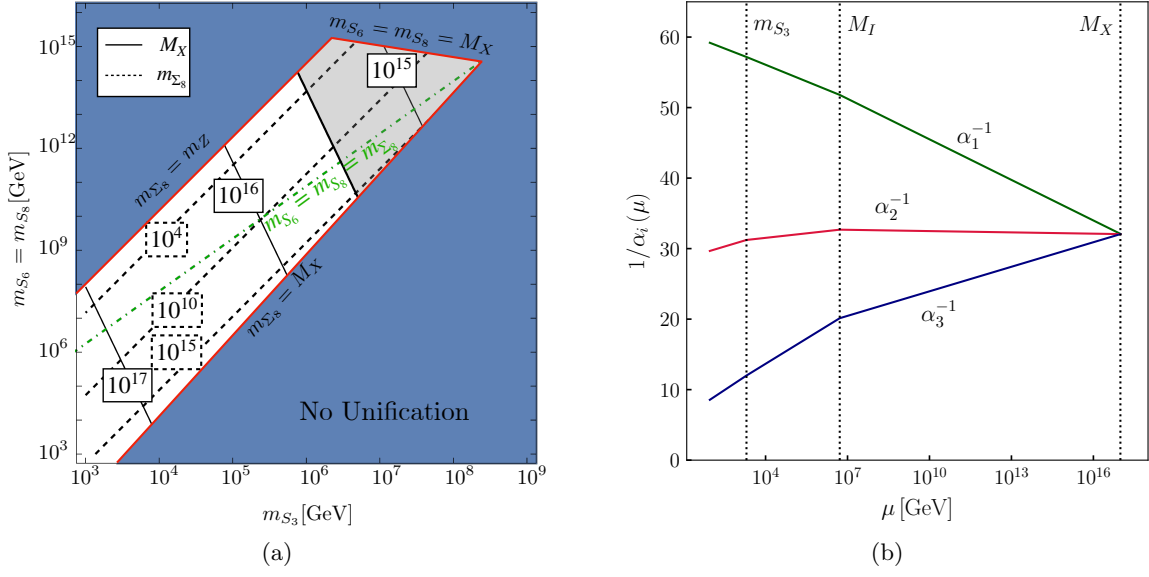 10^{15}
10^{12}
10^{9}
10^{6}
10^{3}
m_{S_6} = m_{S_8} [GeV]
M_X
m_{Σ_8}
m_{S_6} = m_{S_8} = M_X
10^{15}
m_{Σ_8} = m_Z
m_{S_6} = m_{S_8} = m_{Σ_8}
10^{16}
10^{4}
10^{10}
10^{15}
m_{Σ_8} = M_X
10^{17}
No Unification
10^{3} 10^{4} 10^{5} 10^{6} 10^{7} 10^{8} 10^{9}
m_{S_3} [GeV]
(a)
m_{S_3} M_I M_X
60
50
40
30
20
10
0
1/α_i(μ)
α_1^{-1}
α_2^{-1}
α_3^{-1}
10^{4} 10^{7} 10^{10} 10^{13} 10^{16}
μ [GeV]
(b)